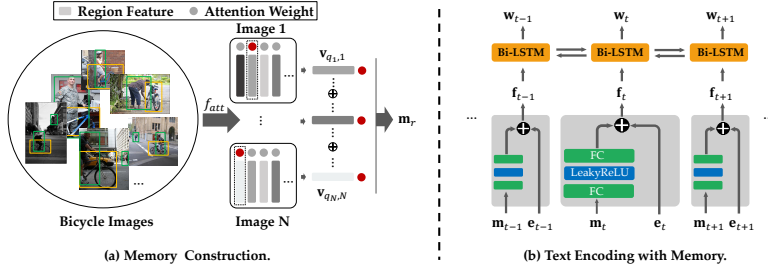 Region Feature Attention Weight
Image 1
v_{q_1,1}
...
f_{att}
m_r
...
...
...
v_{q_N,N}
Bicycle Images
Image N
(a) Memory Construction.
w_{t−1} w_t w_{t+1}
Bi-LSTM Bi-LSTM Bi-LSTM
f_{t−1} f_t f_{t+1}
... ...
FC
LeakyReLU
FC
m_{t−1} e_{t−1} m_t e_t m_{t+1} e_{t+1}
(b) Text Encoding with Memory.